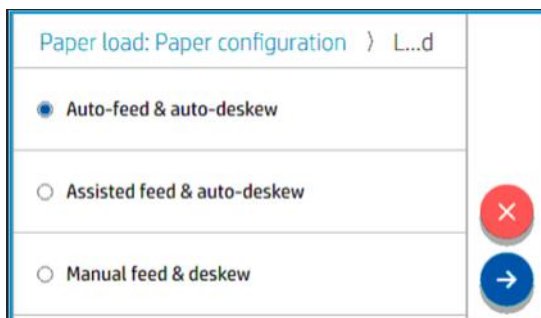 Paper load: Paper configuration 〉 L...d
Auto-feed & auto-deskew
Assisted feed & auto-deskew
Manual feed & deskew